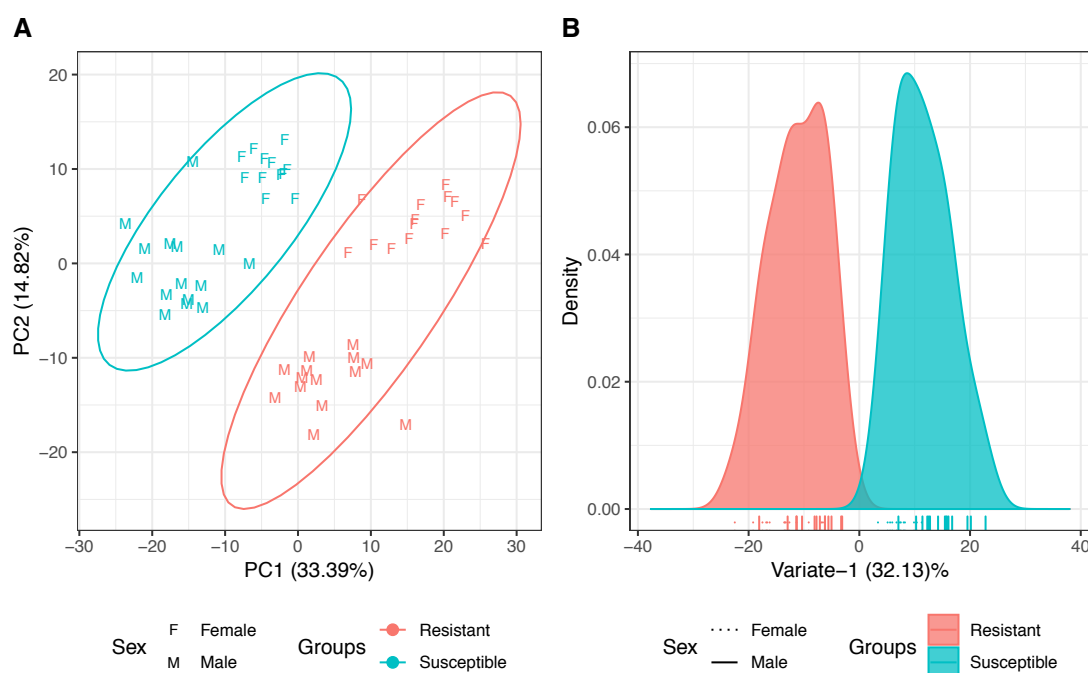 A
B
20
10
0
−10
−20
−30
−20
−10
0
10
20
30
PC2 (14.82%)
PC1 (33.39%)
F F F F F F F F F F F F
M M M M M M M M M M M M M M M
F F F F F F F F F F F F F
M M M M M M M M M M M M M M
0.06
0.04
0.02
0.00
−40
−20
0
20
40
Density
Variate−1 (32.13)%
Sex
F Female
M Male
Groups
Resistant
Susceptible
Sex
Female
Male
Groups
Resistant
Susceptible